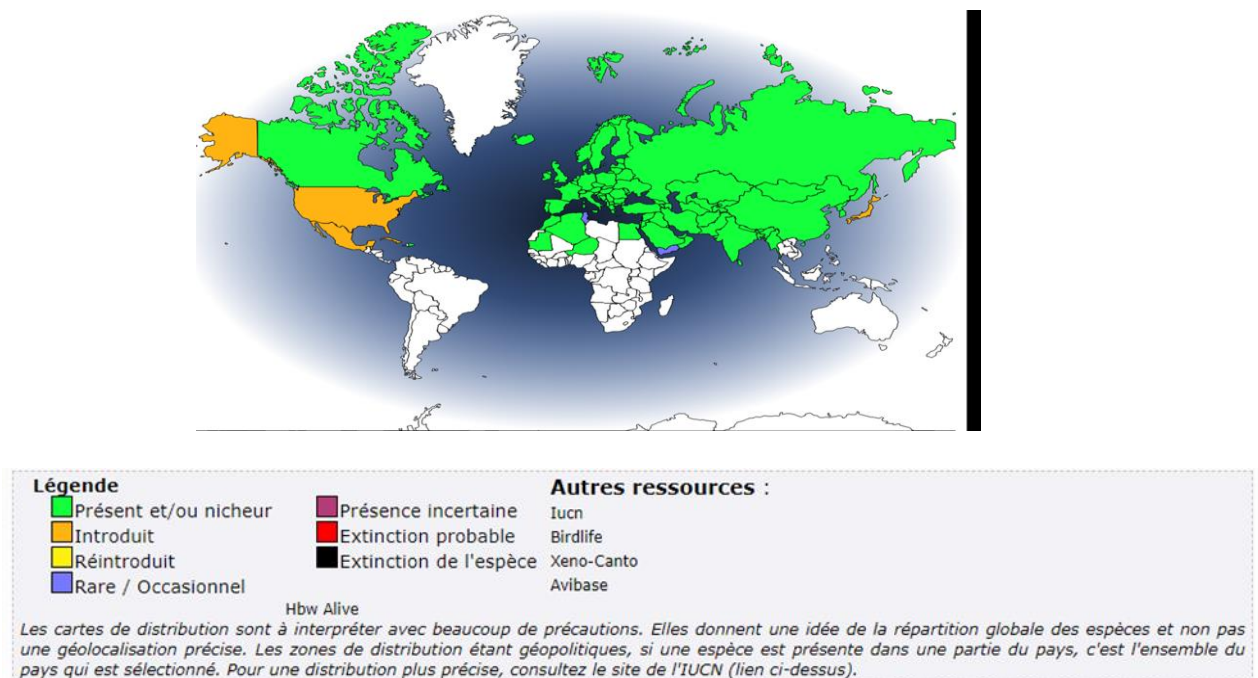 Légende
Présent et/ou nicheur
Introduit
Réintroduit
Rare / Occasionnel
Présence incertaine
Extinction probable
Extinction de l'espèce
Autres ressources :
Iucn
Birdlife
Xeno-Canto
Avibase
Hbw Alive
Les cartes de distribution sont à interpréter avec beaucoup de précautions. Elles donnent une idée de la répartition globale des espèces et non pas
une géolocalisation précise. Les zones de distribution étant géopolitiques, si une espèce est présente dans une partie du pays, c'est l'ensemble du
pays qui est sélectionné. Pour une distribution plus précise, consultez le site de l'IUCN (lien ci-dessus).